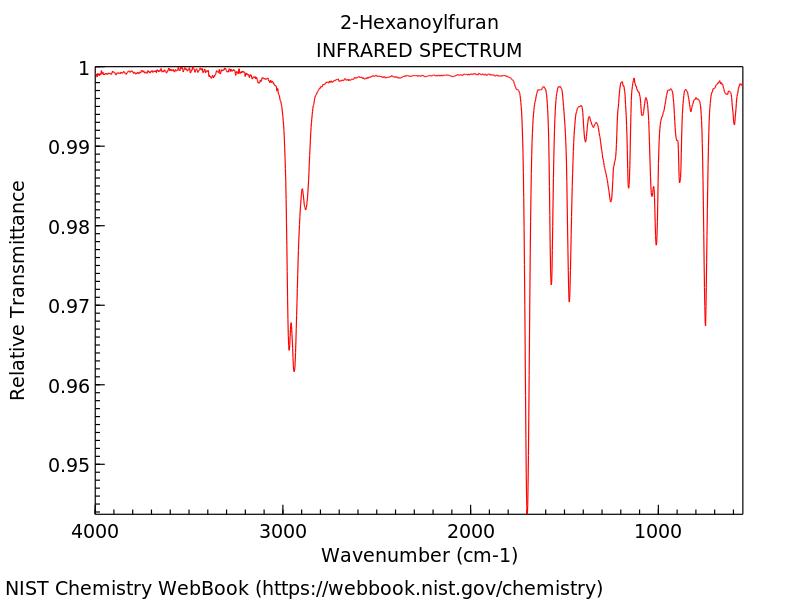 2-Hexanoylfuran
INFRARED SPECTRUM
1
0.99
0.98
0.97
0.96
0.95
Relative Transmittance
4000 3000 2000 1000
Wavenumber (cm-1)
NIST Chemistry WebBook (https://webbook.nist.gov/chemistry)